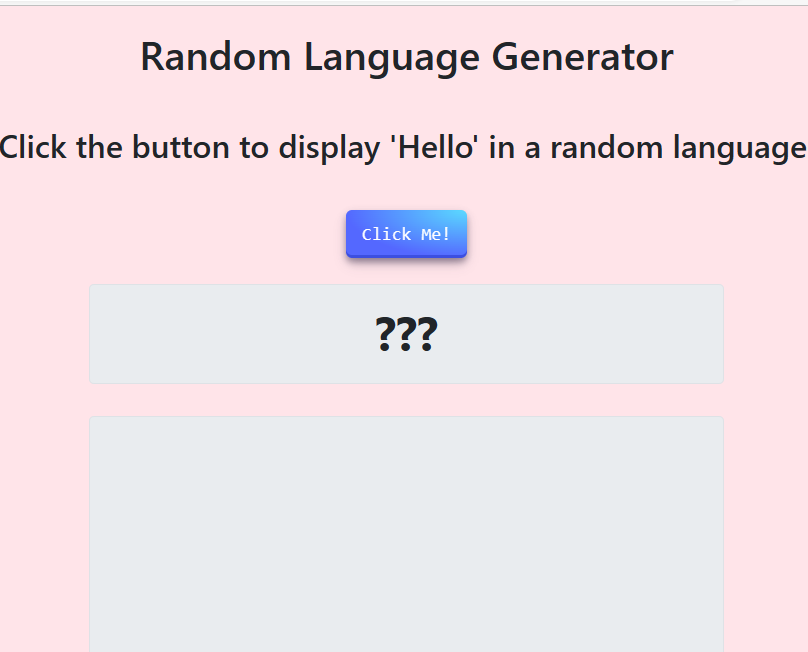 Random Language Generator
Click the button to display 'Hello' in a random language
Click Me!
???